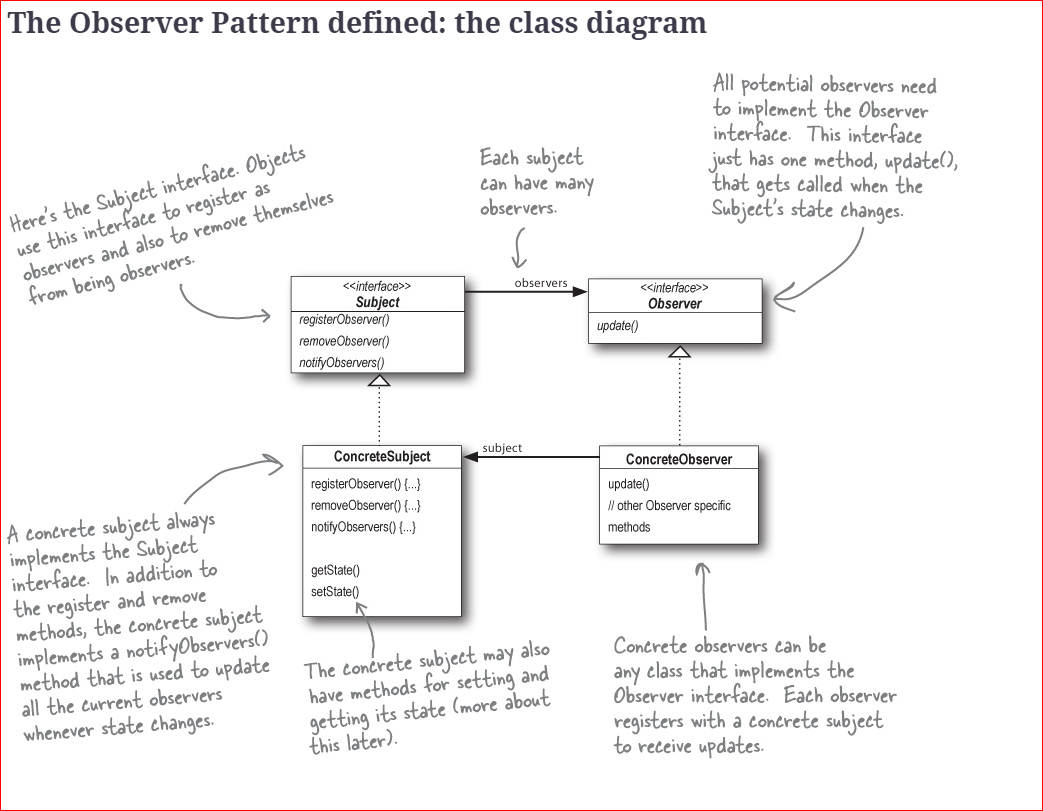 The Observer Pattern defined: the class diagram
All potential observers need
to implement the Observer
interface. This interface
just has one method, update(),
that gets called when the
Subject's state changes.
Each subject
can have many
observers.
Here's the Subject interface. Objects
use this interface to register as
observers and also to remove themselves
from being observers.
<<interface>>
Subject
registerObserver()
removeObserver()
notifyObservers()
observers
<<interface>>
Observer
update()
ConcreteSubject
registerObserver() {...}
removeObserver() {...}
notifyObservers() {...}
getState()
setState()
subject
ConcreteObserver
update()
// other Observer specific
methods
A concrete subject always
implements the Subject
interface. In addition to
the register and remove
methods, the concrete subject
implements a notifyObservers()
method that is used to update
all the current observers
whenever state changes.
The concrete subject may also
have methods for setting and
getting its state (more about
this later).
Concrete observers can be
any class that implements the
Observer interface. Each observer
registers with a concrete subject
to receive updates.